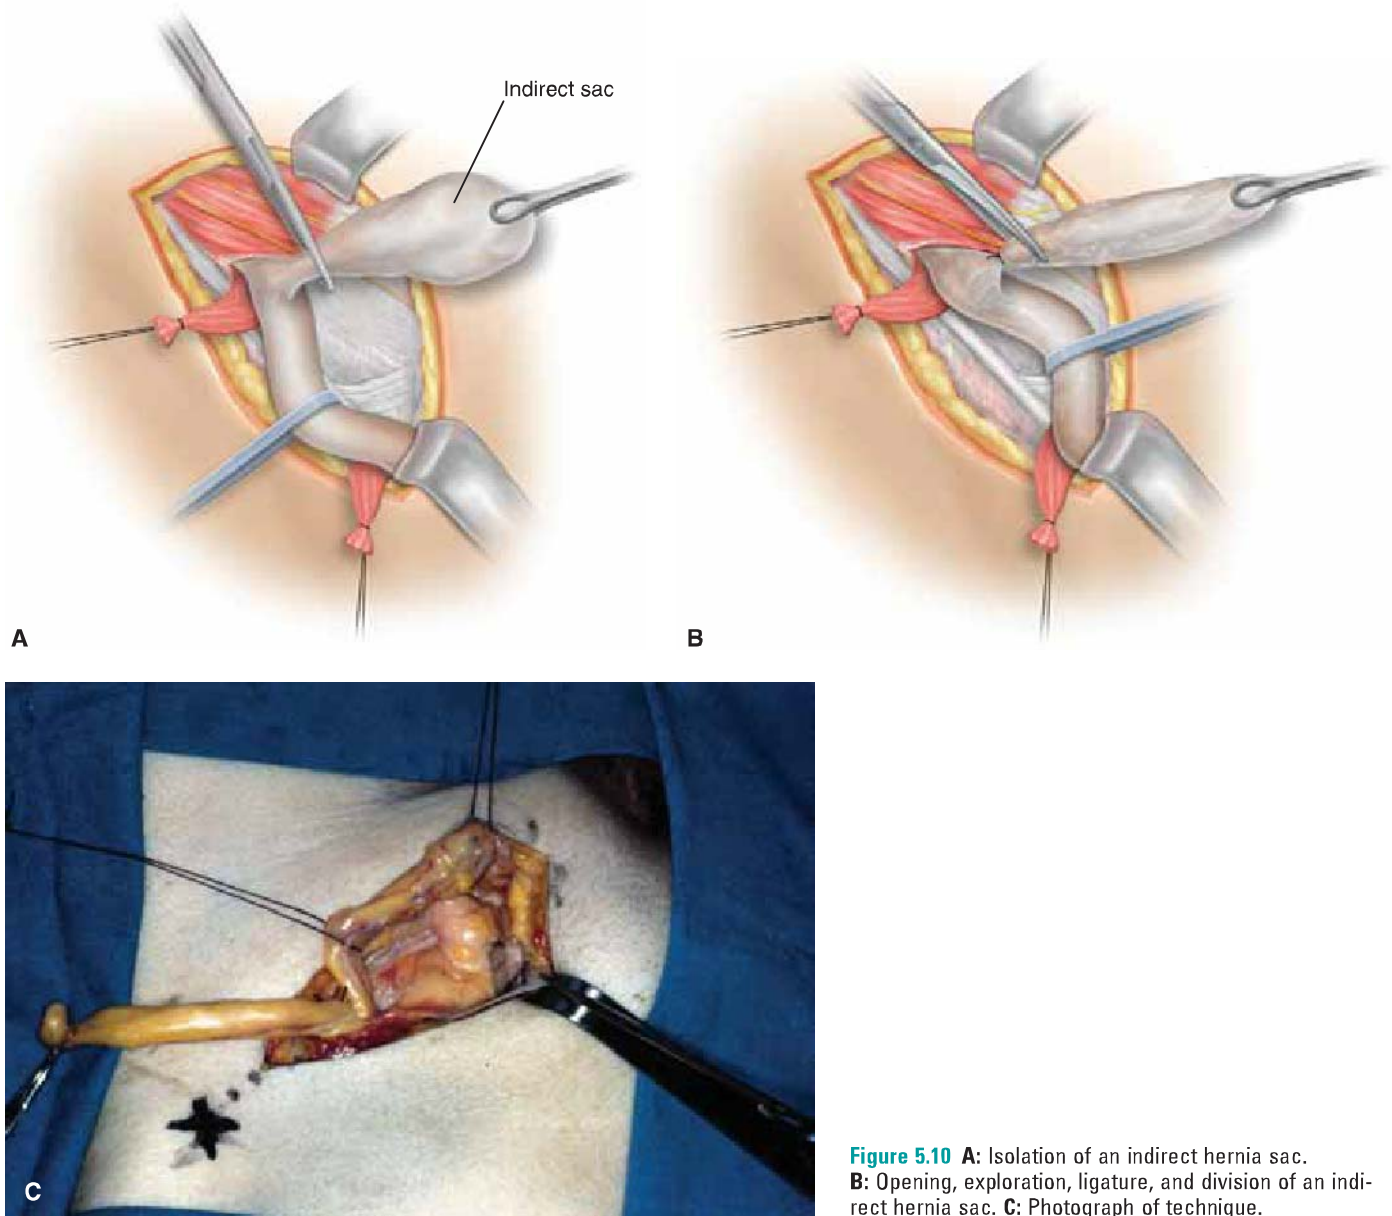 Indirect sac
A
B
C
Figure 5.10 A: Isolation of an indirect hernia sac.
B: Opening, exploration, ligature, and division of an indi-
rect hernia sac. C: Photograph of technique.